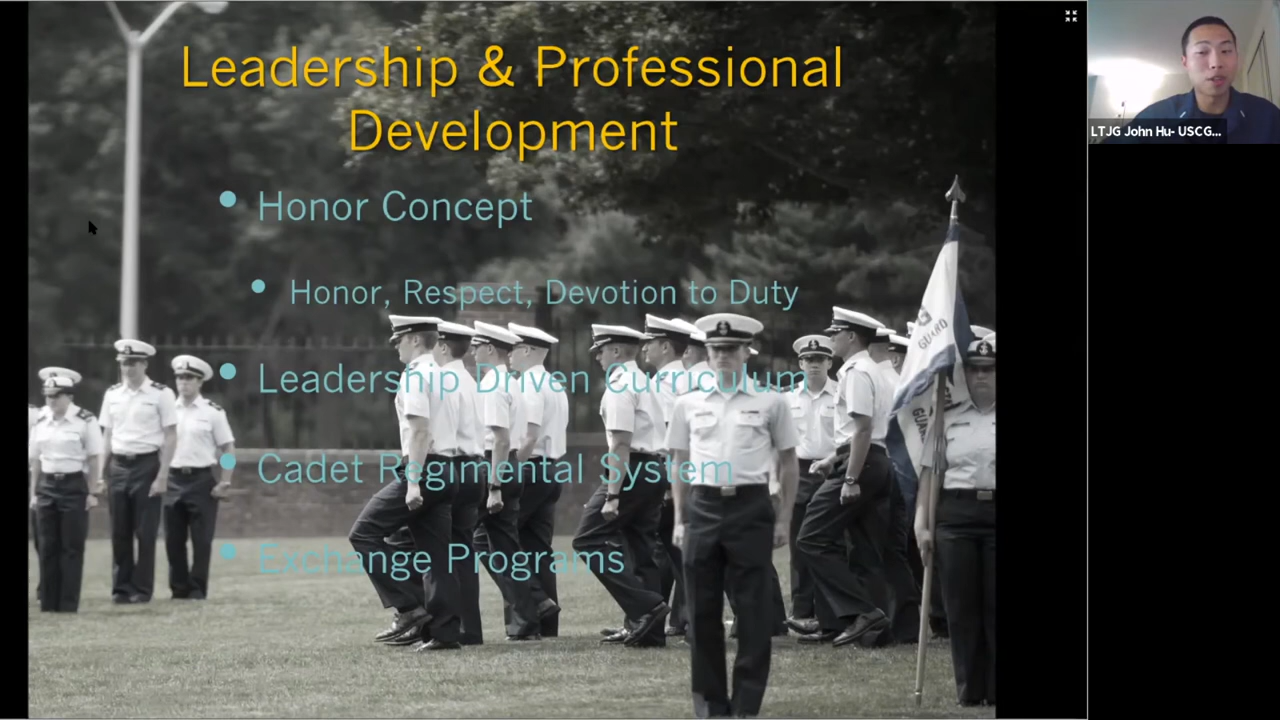 Leadership & Professional
Development
• Honor Concept
• Honor, Respect, Devotion to Duty
• Leadership Driven Curriculum
• Cadet Regimental System
• Exchange Programs
GUARD
LTJG John Hu- USCG...